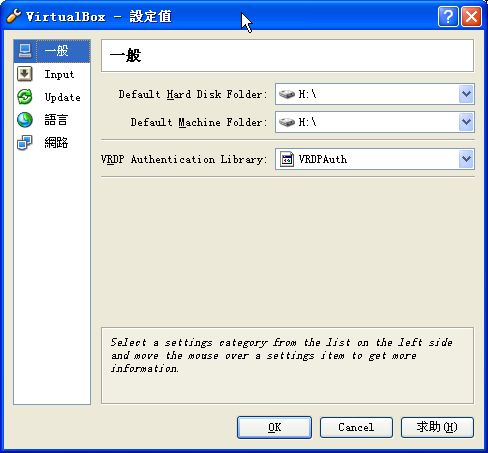 VirtualBox - 設定值
一般
Input
Update
語言
網路
一般
Default Hard Disk Folder: H:\
Default Machine Folder: H:\
VRDP Authentication Library: VRDPAuth
Select a settings category from the list on the left side
and move the mouse over a settings item to get more
information.
OK
Cancel
求助(H)